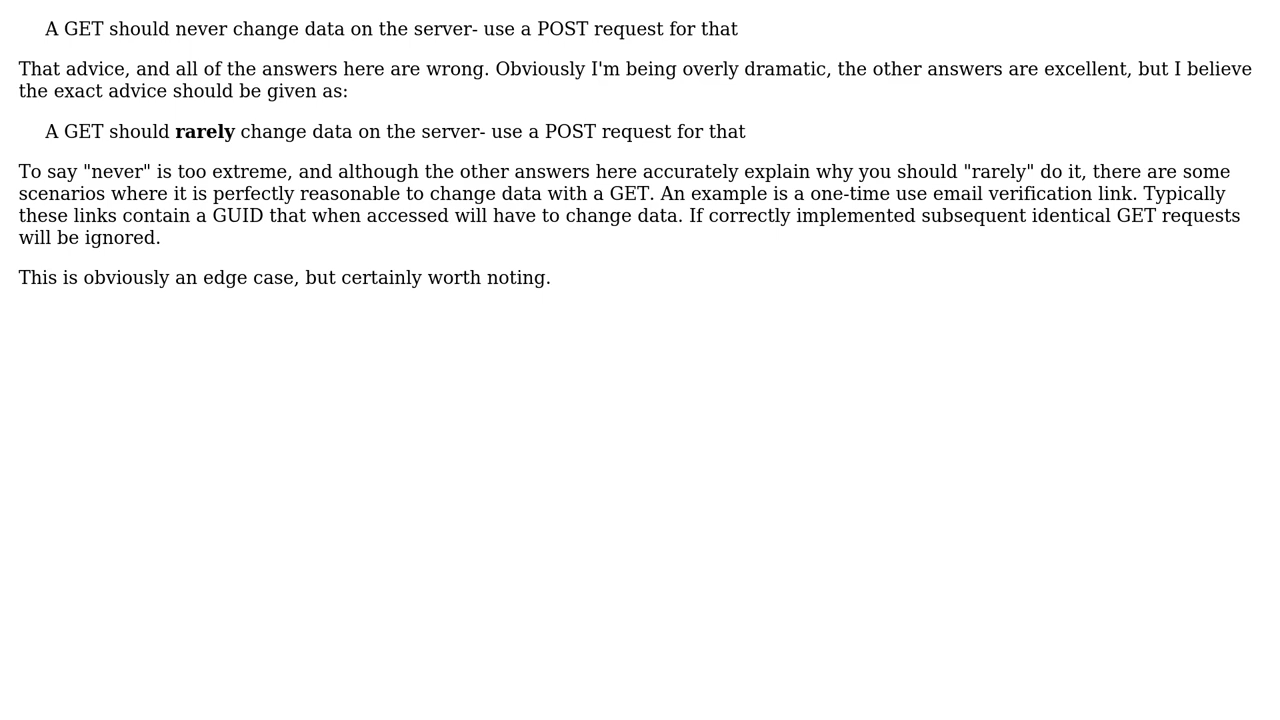 A GET should never change data on the server- use a POST request for that
That advice, and all of the answers here are wrong. Obviously I'm being overly dramatic, the other answers are excellent, but I believe
the exact advice should be given as:
A GET should rarely change data on the server- use a POST request for that
To say "never" is too extreme, and although the other answers here accurately explain why you should "rarely" do it, there are some
scenarios where it is perfectly reasonable to change data with a GET. An example is a one-time use email verification link. Typically
these links contain a GUID that when accessed will have to change data. If correctly implemented subsequent identical GET requests
will be ignored.
This is obviously an edge case, but certainly worth noting.